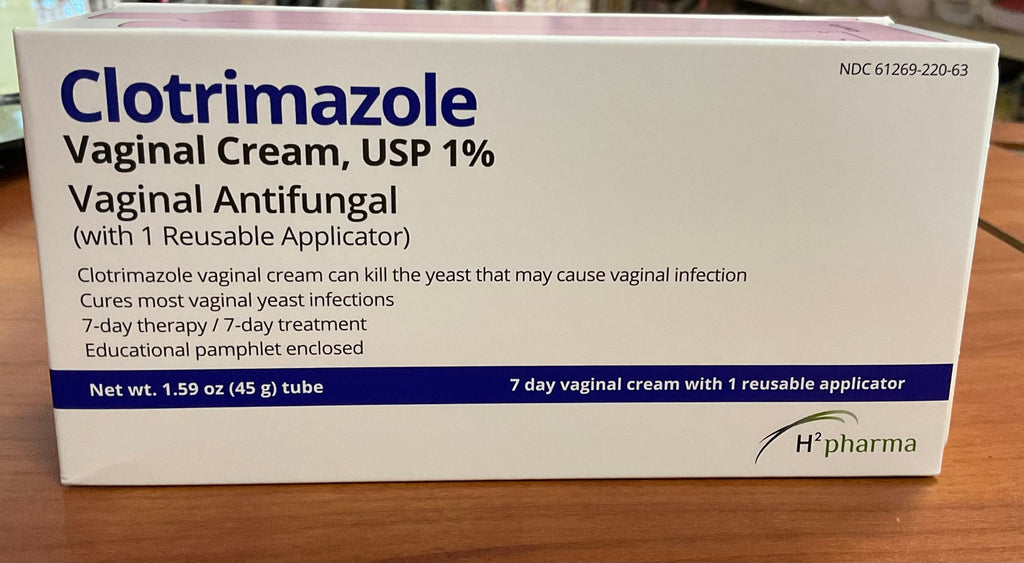 NDC 61269-220-63
Clotrimazole
Vaginal Cream, USP 1%
Vaginal Antifungal
(with 1 Reusable Applicator)
Clotrimazole vaginal cream can kill the yeast that may cause vaginal infection
Cures most vaginal yeast infections
7-day therapy / 7-day treatment
Educational pamphlet enclosed
Net wt. 1.59 oz (45 g) tube
7 day vaginal cream with 1 reusable applicator
H² pharma